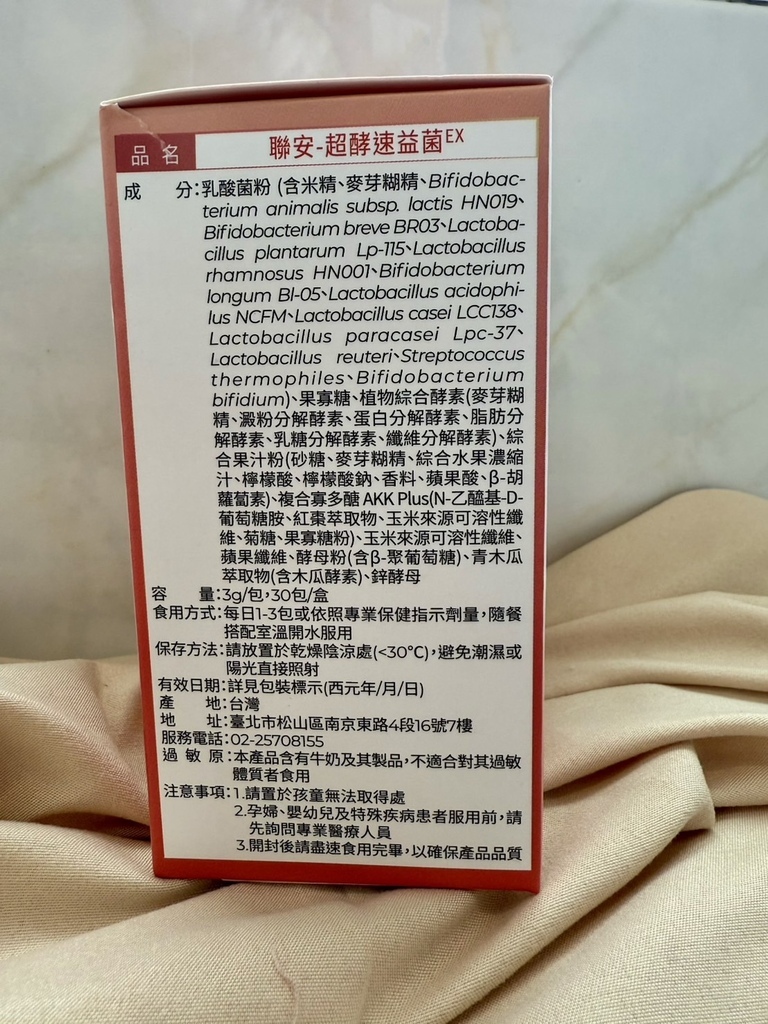 品名 聯安-超酵速益菌EX
成分:乳酸菌粉 (含米精、麥芽糊精、Bifidobac-
terium animalis subsp. lactis HN019、
Bifidobacterium breve BR03、Lactoba-
cillus plantarum Lp-115、Lactobacillus
rhamnosus HN001、Bifidobacterium
longum Bl-05、Lactobacillus acidophi-
lus NCFM、Lactobacillus casei LCC138、
Lactobacillus paracasei Lpc-37、
Lactobacillus reuteri、Streptococcus
thermophiles、Bifidobacterium
bifidium)、果寡糖、植物綜合酵素(麥芽糊
精、澱粉分解酵素、蛋白分解酵素、脂肪分
解酵素、乳糖分解酵素、纖維分解酵素)、綜
合果汁粉(砂糖、麥芽糊精、綜合水果濃縮
汁、檸檬酸、檸檬酸鈉、香料、蘋果酸、β-胡
蘿蔔素)、複合寡多醣 AKK Plus(N-乙醯基-D-
葡萄糖胺、紅棗萃取物、玉米來源可溶性纖
維、菊糖、果寡糖粉)、玉米來源可溶性纖維、
蘋果纖維、酵母粉(含β-聚葡萄糖)、青木瓜
萃取物(含木瓜酵素)、鋅酵母
容量:3g/包,30包/盒
食用方式:每日1-3包或依照專業保健指示劑量,隨餐
搭配室溫開水服用
保存方法:請放置於乾燥陰涼處(<30℃),避免潮濕或
陽光直接照射
有效日期:詳見包裝標示(西元年/月/日)
產地:台灣
地址:臺北市松山區南京東路4段16號7樓
服務電話:02-25708155
過敏原:本產品含有牛奶及其製品,不適合對其過敏
體質者食用
注意事項:1.請置於孩童無法取得處
2.孕婦、嬰幼兒及特殊疾病患者服用前,請
先詢問專業醫療人員
3.開封後請盡速食用完畢,以確保產品品質